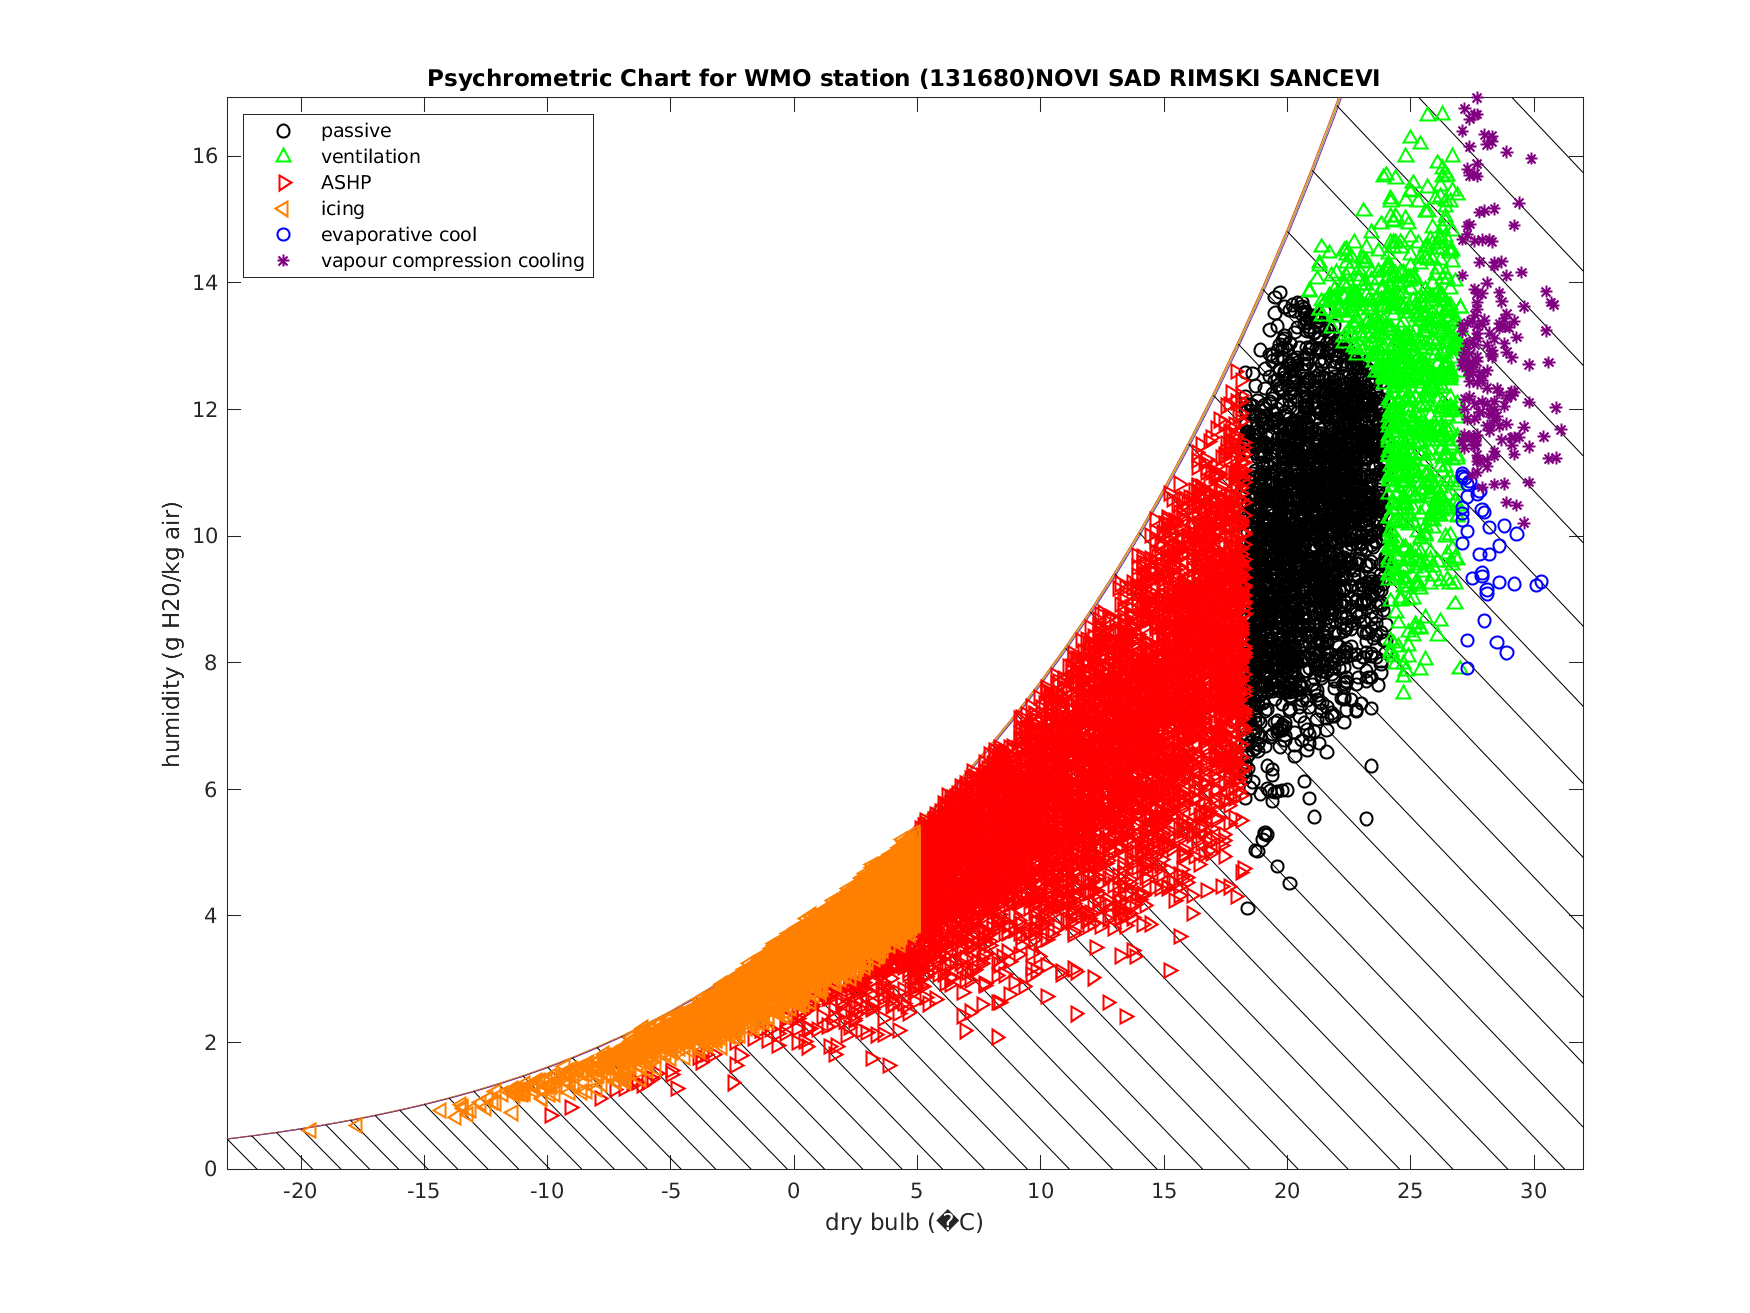 Psychrometric Chart for WMO station (131680)NOVI SAD RIMSKI SANCEVI
passive
ventilation
ASHP
icing
evaporative cool
vapour compression cooling
16
14
12
10
8
6
4
2
0
humidity (g H20/kg air)
-20 -15 -10 -5 0 5 10 15 20 25 30
dry bulb (�C)